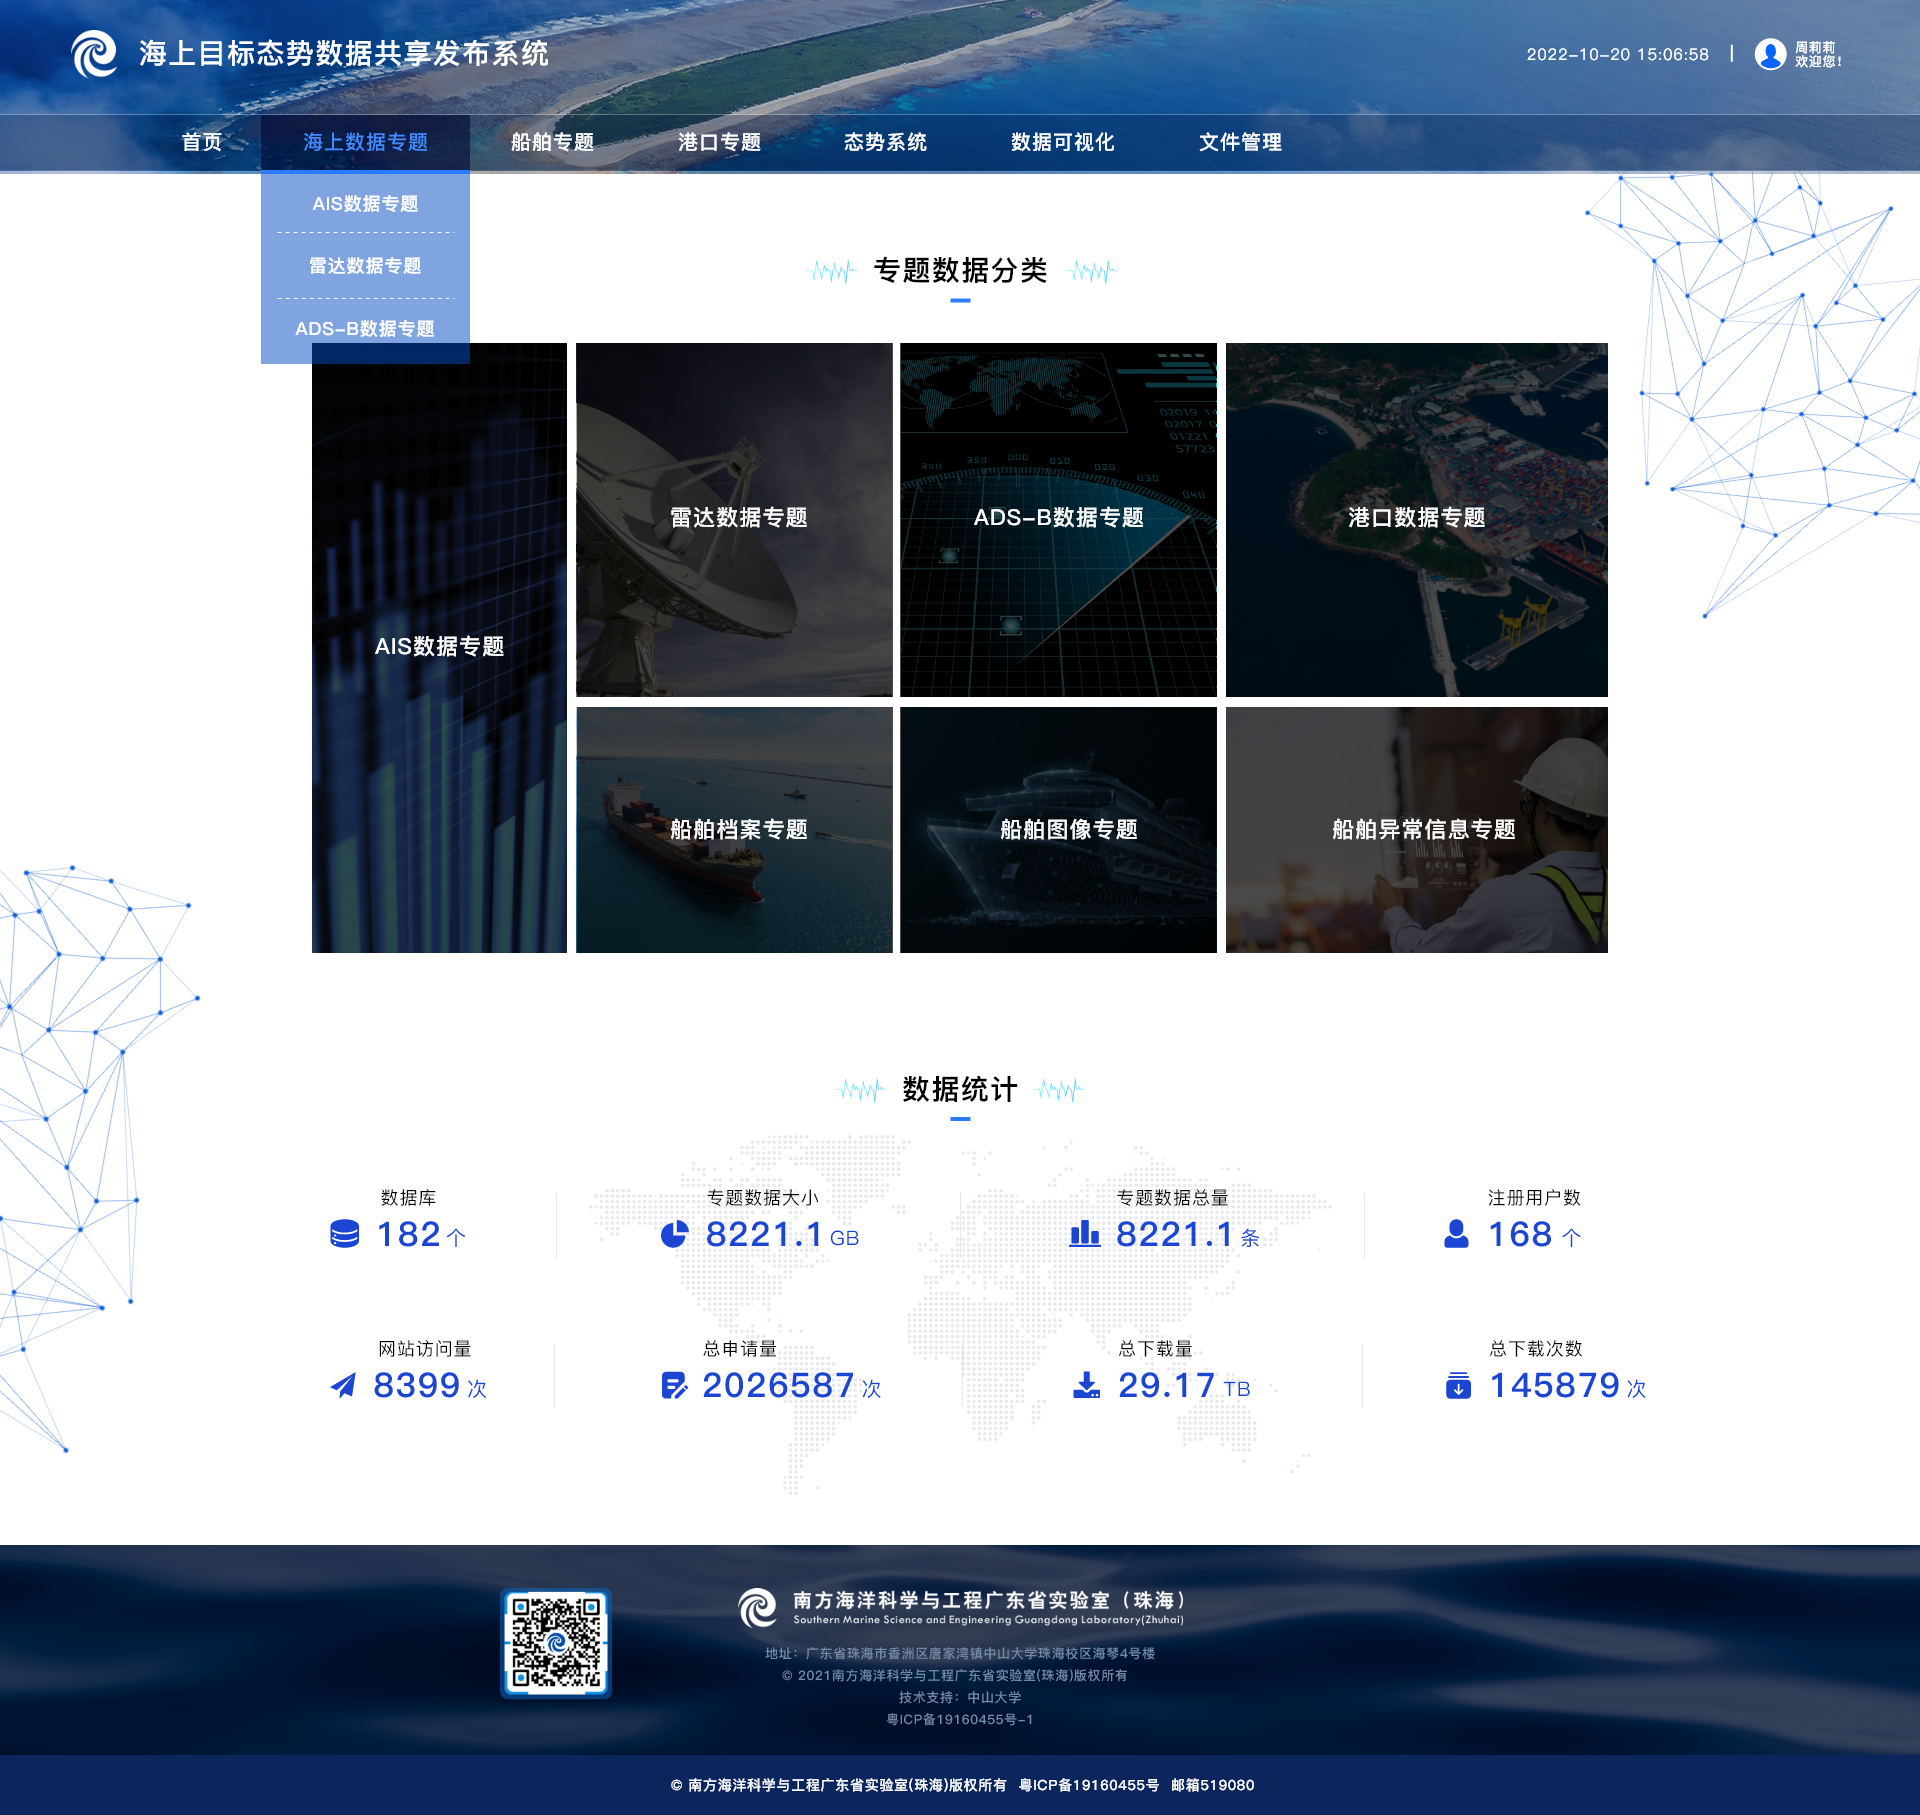 海上目标态势数据共享发布系统
2022-10-20 15:06:58
周莉莉
欢迎您!
首页 海上数据专题 船舶专题 港口专题 态势系统 数据可视化 文件管理
AIS数据专题
雷达数据专题
ADS-B数据专题
专题数据分类
02019 14
02017 0
01221
57723
340 350 000 010 020 030 040
雷达数据专题
ADS-B数据专题
港口数据专题
AIS数据专题
船舶档案专题
船舶图像专题
船舶异常信息专题
数据统计
数据库
182 个
专题数据大小
8221.1 GB
专题数据总量
8221.1 条
注册用户数
168 个
网站访问量
8399 次
总申请量
2026587 次
总下载量
29.17 TB
总下载次数
145879 次
南方海洋科学与工程广东省实验室（珠海）
Southern Marine Science and Engineering Guangdong Laboratory(Zhuhai)
地址：广东省珠海市香洲区唐家湾镇中山大学珠海校区海琴4号楼
© 2021南方海洋科学与工程广东省实验室(珠海)版权所有
技术支持：中山大学
粤ICP备19160455号-1
© 南方海洋科学与工程广东省实验室(珠海)版权所有 粤ICP备19160455号 邮箱519080